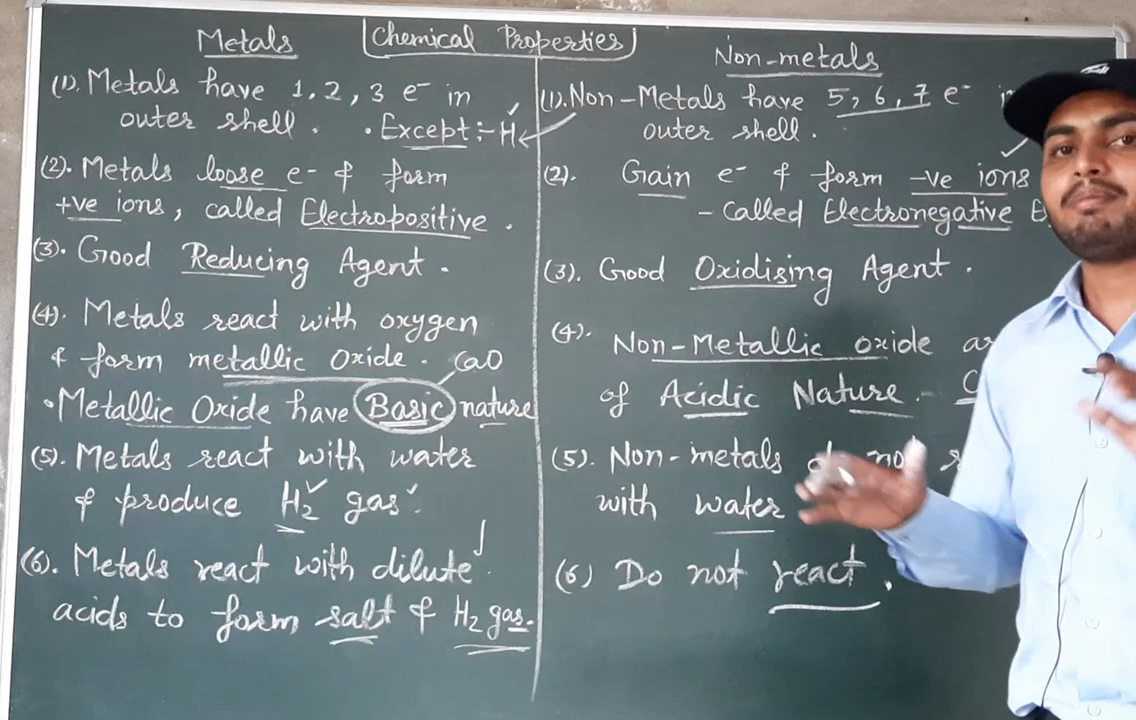 Chemical Properties
Metals
(1). Metals have 1, 2, 3 e- in
outer shell. • Except :- H
(2). Metals loose e- & form
+ve ions, called Electropositive.
(3). Good Reducing Agent.
(4). Metals react with oxygen
& form metallic Oxide. CaO
• Metallic Oxide have Basic nature
(5). Metals react with water
& produce H2 gas.
(6). Metals react with dilute
acids to form salt & H2 gas.
Non-metals
(1). Non-Metals have 5, 6, 7 e-
outer shell.
(2). Gain e- & form -ve ions
- Called Electronegative
(3). Good Oxidising Agent.
(4). Non-Metallic oxide
of Acidic Nature.
(5). Non-metals not
with water
(6) Do not react.